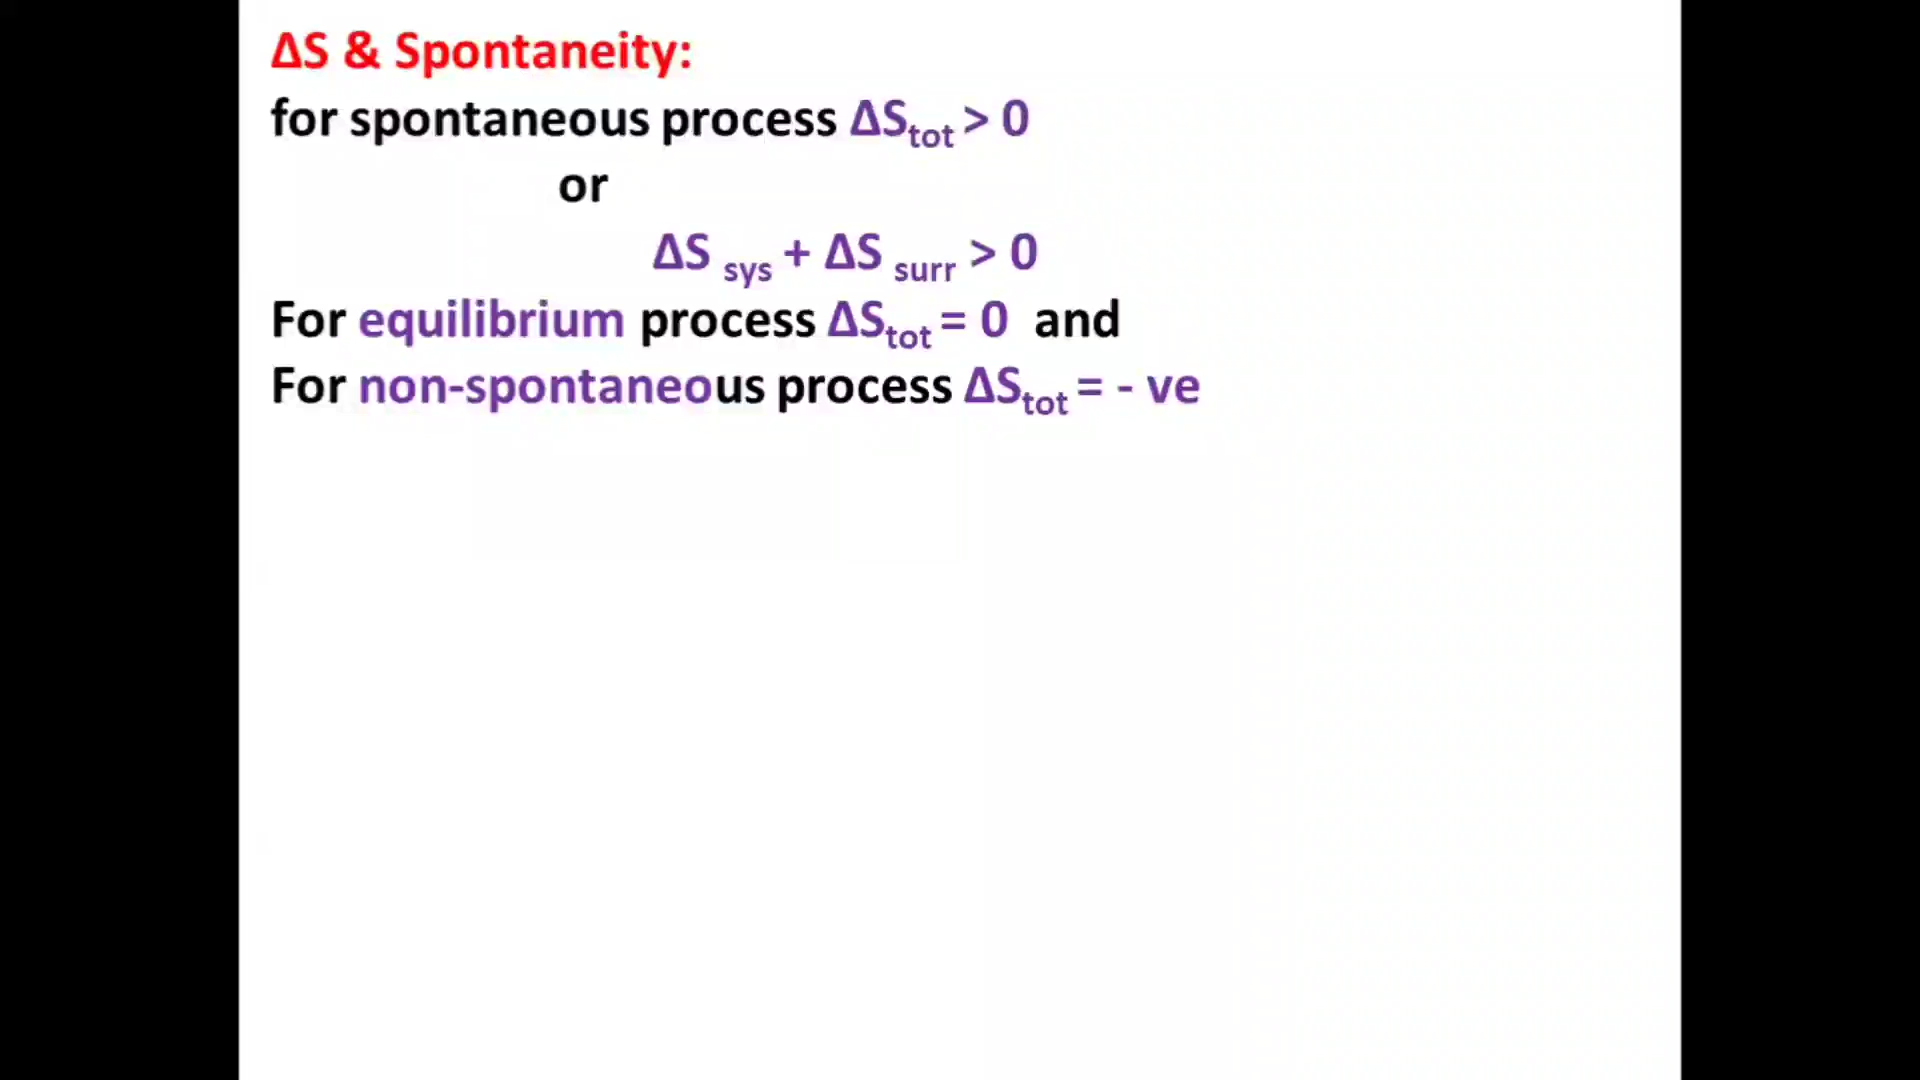 ΔS & Spontaneity:
for spontaneous process ΔStot > 0
or
ΔS sys + ΔS surr > 0
For equilibrium process ΔStot = 0 and
For non-spontaneous process ΔStot = - ve